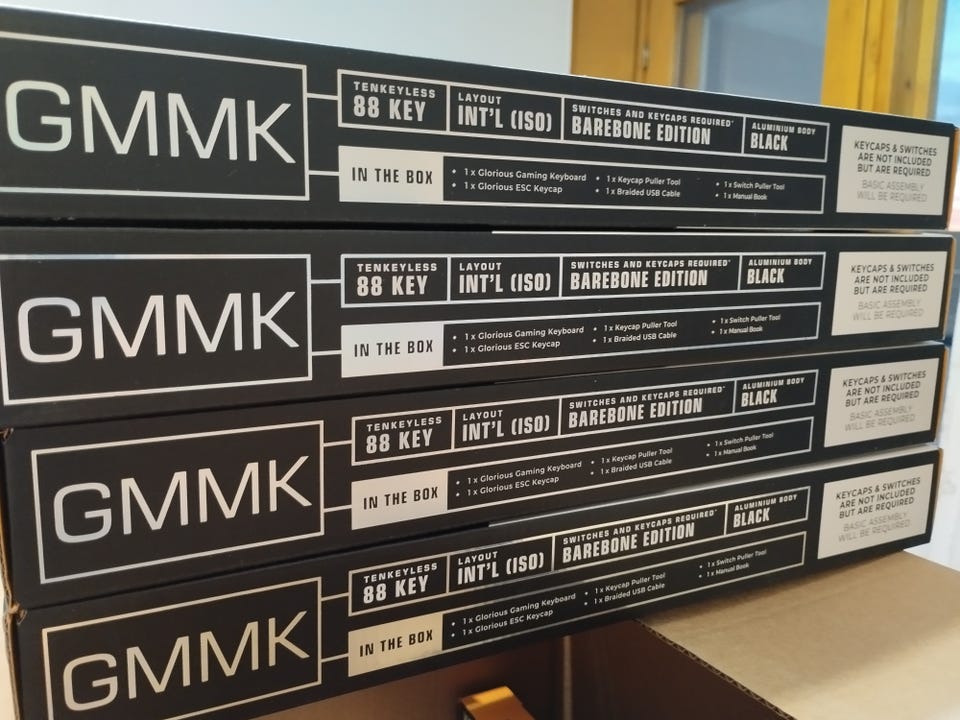 GMMK
TENKEYLESS
88 KEY
LAYOUT
INT'L (ISO)
SWITCHES AND KEYCAPS REQUIRED*
BAREBONE EDITION
ALUMINIUM BODY
BLACK
IN THE BOX
• 1 x Glorious Gaming Keyboard
• 1 x Glorious ESC Keycap
• 1 x Keycap Puller Tool
• 1 x Braided USB Cable
• 1 x Switch Puller Tool
• 1 x Manual Book
KEYCAPS & SWITCHES
ARE NOT INCLUDED
BUT ARE REQUIRED
BASIC ASSEMBLY
WILL BE REQUIRED
GMMK
TENKEYLESS
88 KEY
LAYOUT
INT'L (ISO)
SWITCHES AND KEYCAPS REQUIRED*
BAREBONE EDITION
ALUMINIUM BODY
BLACK
IN THE BOX
• 1 x Glorious Gaming Keyboard
• 1 x Glorious ESC Keycap
• 1 x Keycap Puller Tool
• 1 x Braided USB Cable
• 1 x Switch Puller Tool
• 1 x Manual Book
KEYCAPS & SWITCHES
ARE NOT INCLUDED
BUT ARE REQUIRED
BASIC ASSEMBLY
WILL BE REQUIRED
GMMK
TENKEYLESS
88 KEY
LAYOUT
INT'L (ISO)
SWITCHES AND KEYCAPS REQUIRED*
BAREBONE EDITION
ALUMINIUM BODY
BLACK
IN THE BOX
• 1 x Glorious Gaming Keyboard
• 1 x Glorious ESC Keycap
• 1 x Keycap Puller Tool
• 1 x Braided USB Cable
• 1 x Switch Puller Tool
• 1 x Manual Book
KEYCAPS & SWITCHES
ARE NOT INCLUDED
BUT ARE REQUIRED
BASIC ASSEMBLY
WILL BE REQUIRED
GMMK
TENKEYLESS
88 KEY
LAYOUT
INT'L (ISO)
SWITCHES AND KEYCAPS REQUIRED*
BAREBONE EDITION
ALUMINIUM BODY
BLACK
IN THE BOX
• 1 x Glorious Gaming Keyboard
• 1 x Glorious ESC Keycap
• 1 x Keycap Puller Tool
• 1 x Braided USB Cable
• 1 x Switch Puller Tool
• 1 x Manual Book
KEYCAPS & SWITCHES
ARE NOT INCLUDED
BUT ARE REQUIRED
BASIC ASSEMBLY
WILL BE REQUIRED